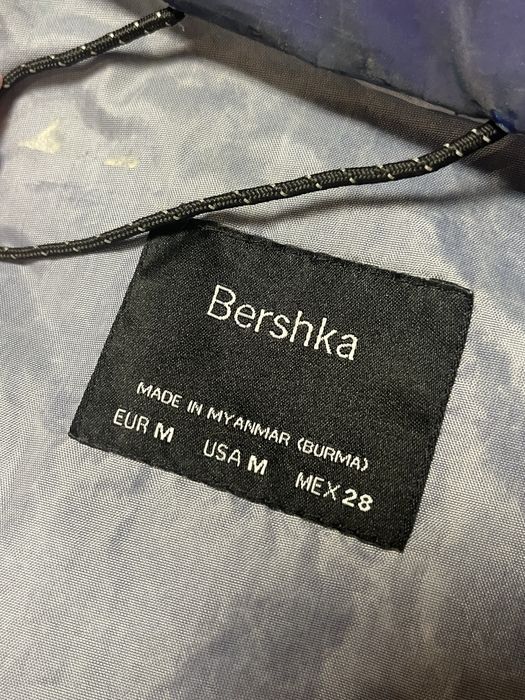 Bershka
MADE IN MYANMAR (BURMA)
EUR M USA M MEX 28